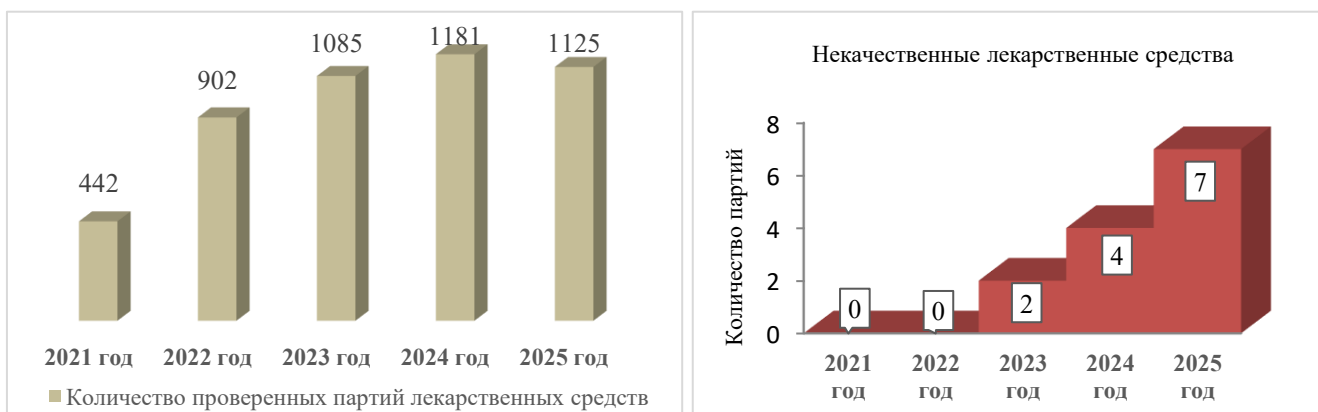 442
902
1085
1181
1125
2021 год
2022 год
2023 год
2024 год
2025 год
Количество проверенных партий лекарственных средств
Некачественные лекарственные средства
Количество партий
8
6
4
2
0
0
0
2
4
7
2021
год
2022
год
2023
год
2024
год
2025
год